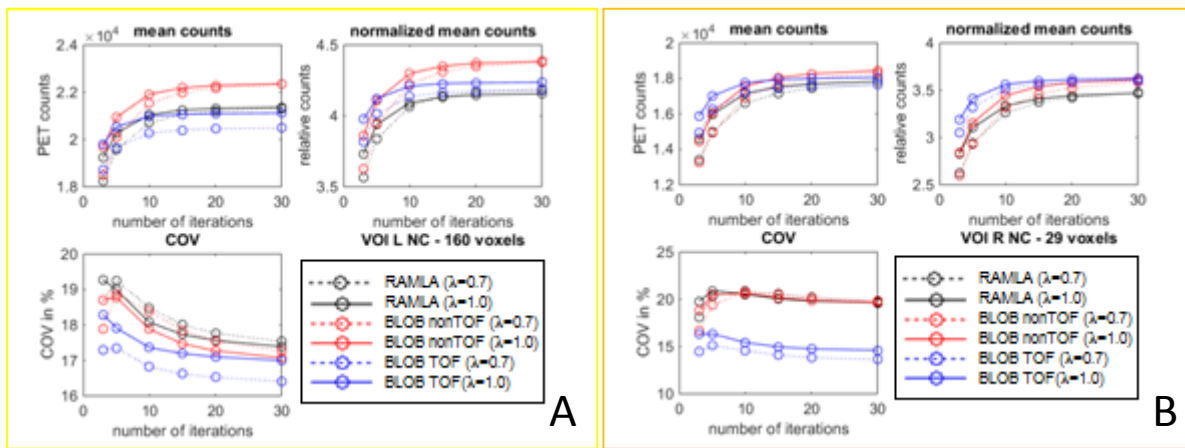 × 10⁴ mean counts
2.4
2.2
2
1.8
PET counts
0 10 20 30
number of iterations
normalized mean counts
4.5
4
3.5
relative counts
0 10 20 30
number of iterations
COV
20
19
18
17
16
COV in %
0 10 20 30
number of iterations
VOI L NC - 160 voxels
RAMLA (λ=0.7)
RAMLA (λ=1.0)
BLOB nonTOF (λ=0.7)
BLOB nonTOF (λ=1.0)
BLOB TOF (λ=0.7)
BLOB TOF(λ=1.0)
A
× 10⁴ mean counts
2
1.8
1.6
1.4
1.2
PET counts
0 10 20 30
number of iterations
normalized mean counts
4
3.5
3
2.5
relative counts
0 10 20 30
number of iterations
COV
25
20
15
10
COV in %
0 10 20 30
number of iterations
VOI R NC - 29 voxels
RAMLA (λ=0.7)
RAMLA (λ=1.0)
BLOB nonTOF (λ=0.7)
BLOB nonTOF (λ=1.0)
BLOB TOF (λ=0.7)
BLOB TOF(λ=1.0)
B